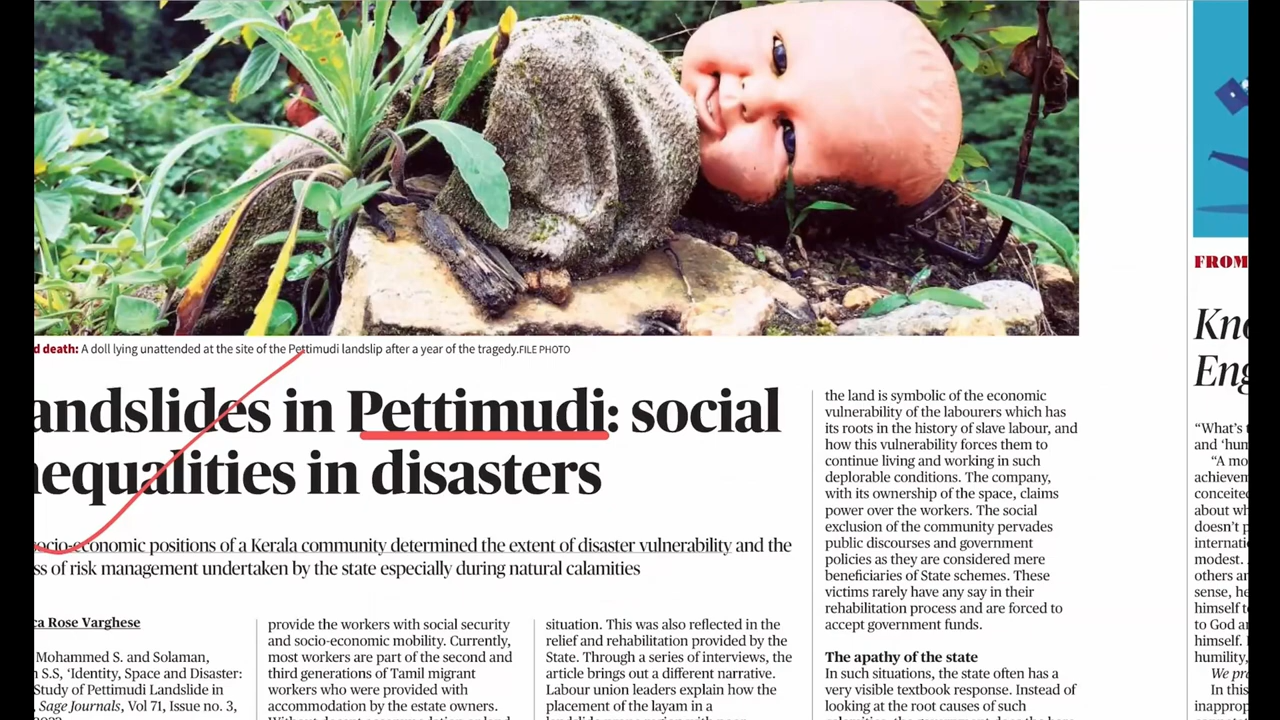 d death: A doll lying unattended at the site of the Pettimudi landslip after a year of the tragedy.FILE PHOTO
andslides in Pettimudi: social
nequalities in disasters
socio-economic positions of a Kerala community determined the extent of disaster vulnerability and the
ss of risk management undertaken by the state especially during natural calamities
ca Rose Varghese
Mohammed S. and Solaman,
n S.S, ‘Identity, Space and Disaster:
Study of Pettimudi Landslide in
, Sage Journals, Vol 71, Issue no. 3,
provide the workers with social security
and socio-economic mobility. Currently,
most workers are part of the second and
third generations of Tamil migrant
workers who were provided with
accommodation by the estate owners.
situation. This was also reflected in the
relief and rehabilitation provided by the
State. Through a series of interviews, the
article brings out a different narrative.
Labour union leaders explain how the
placement of the layam in a
the land is symbolic of the economic
vulnerability of the labourers which has
its roots in the history of slave labour, and
how this vulnerability forces them to
continue living and working in such
deplorable conditions. The company,
with its ownership of the space, claims
power over the workers. The social
exclusion of the community pervades
public discourses and government
policies as they are considered mere
beneficiaries of State schemes. These
victims rarely have any say in their
rehabilitation process and are forced to
accept government funds.
The apathy of the state
In such situations, the state often has a
very visible textbook response. Instead of
looking at the root causes of such
FROM
Kno
Eng
“What’s t
and ‘hum
“A mo
achievem
conceited
about wh
doesn’t p
internatio
modest.
others an
sense, he
himself to
to God a
himself.
humility,
We pra
In this
inapprop